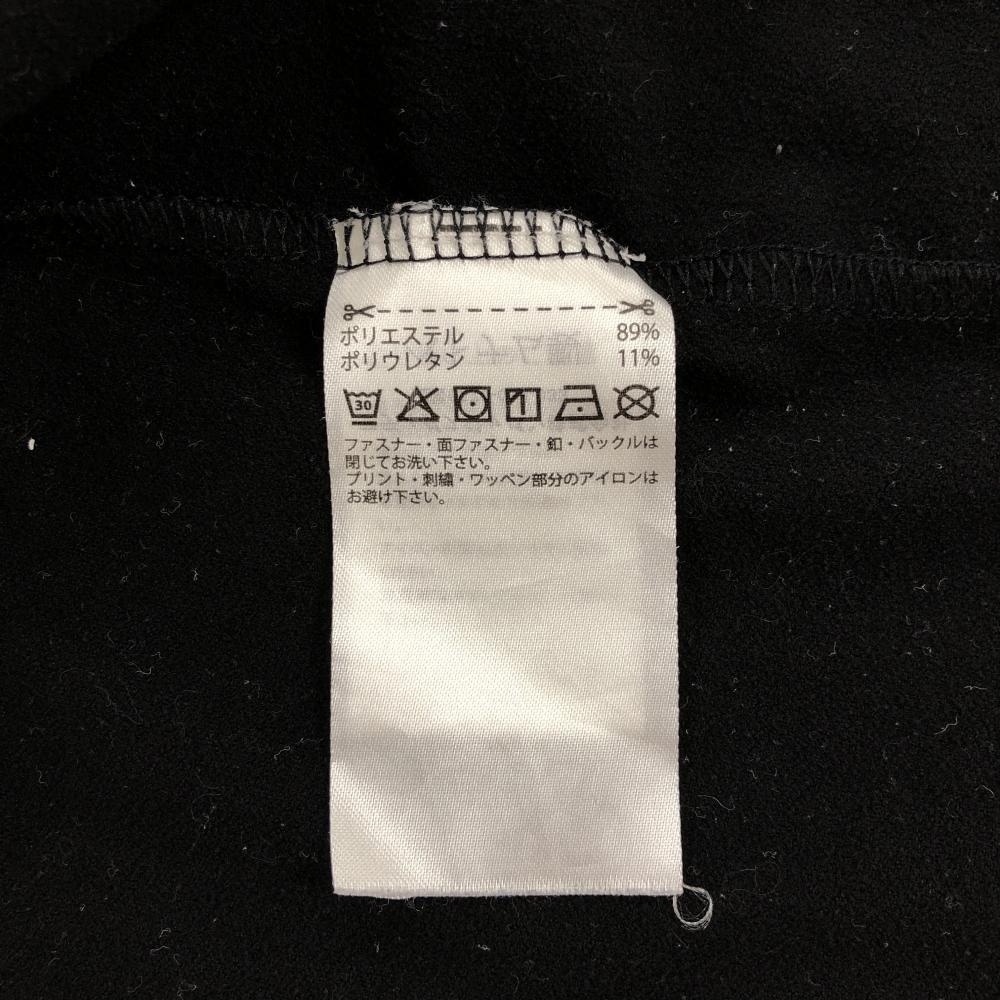 ポリエステル 89%
ポリウレタン 11%
30
ファスナー・面ファスナー・釦・バックルは
閉じてお洗い下さい。
プリント・刺繍・ワッペン部分のアイロンは
お避け下さい。